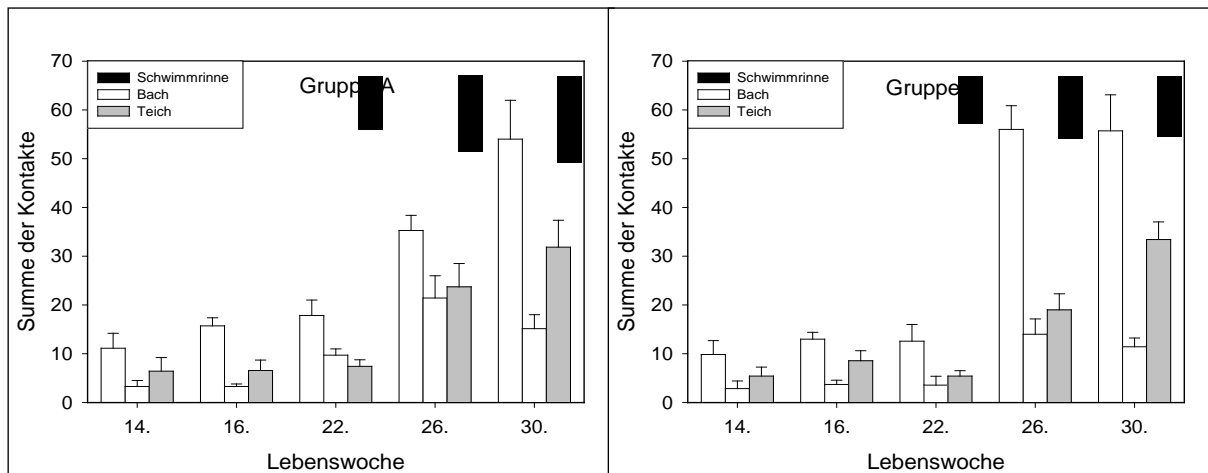 70
60
50
40
30
20
10
0
Summe der Kontakte
Schwimmrinne
Bach
Teich
14.
16.
22.
26.
30.
Lebenswoche
70
60
50
40
30
20
10
0
Summe der Kontakte
Schwimmrinne
Bach
Teich
Gruppe
14.
16.
22.
26.
30.
Lebenswoche